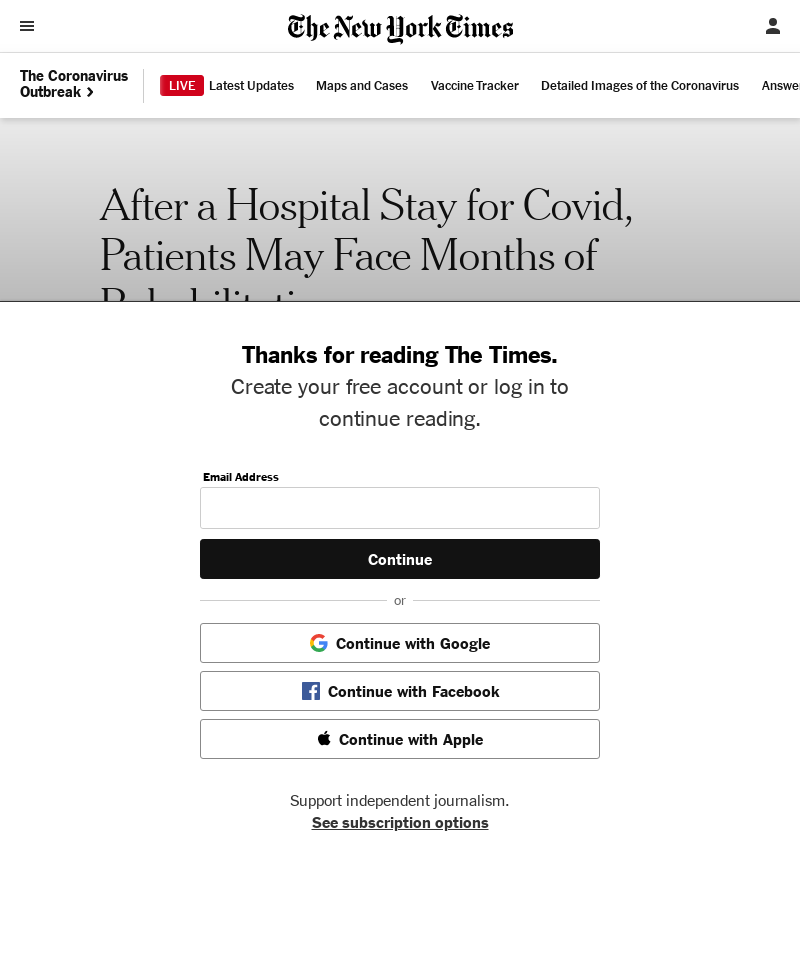 The New York Times
The Coronavirus
Outbreak
LIVE Latest Updates Maps and Cases Vaccine Tracker Detailed Images of the Coronavirus
After a Hospital Stay for Covid,
Patients May Face Months of
Thanks for reading The Times.
Create your free account or log in to
continue reading.
Email Address
Continue
or
Continue with Google
Continue with Facebook
Continue with Apple
Support independent journalism.
See subscription options